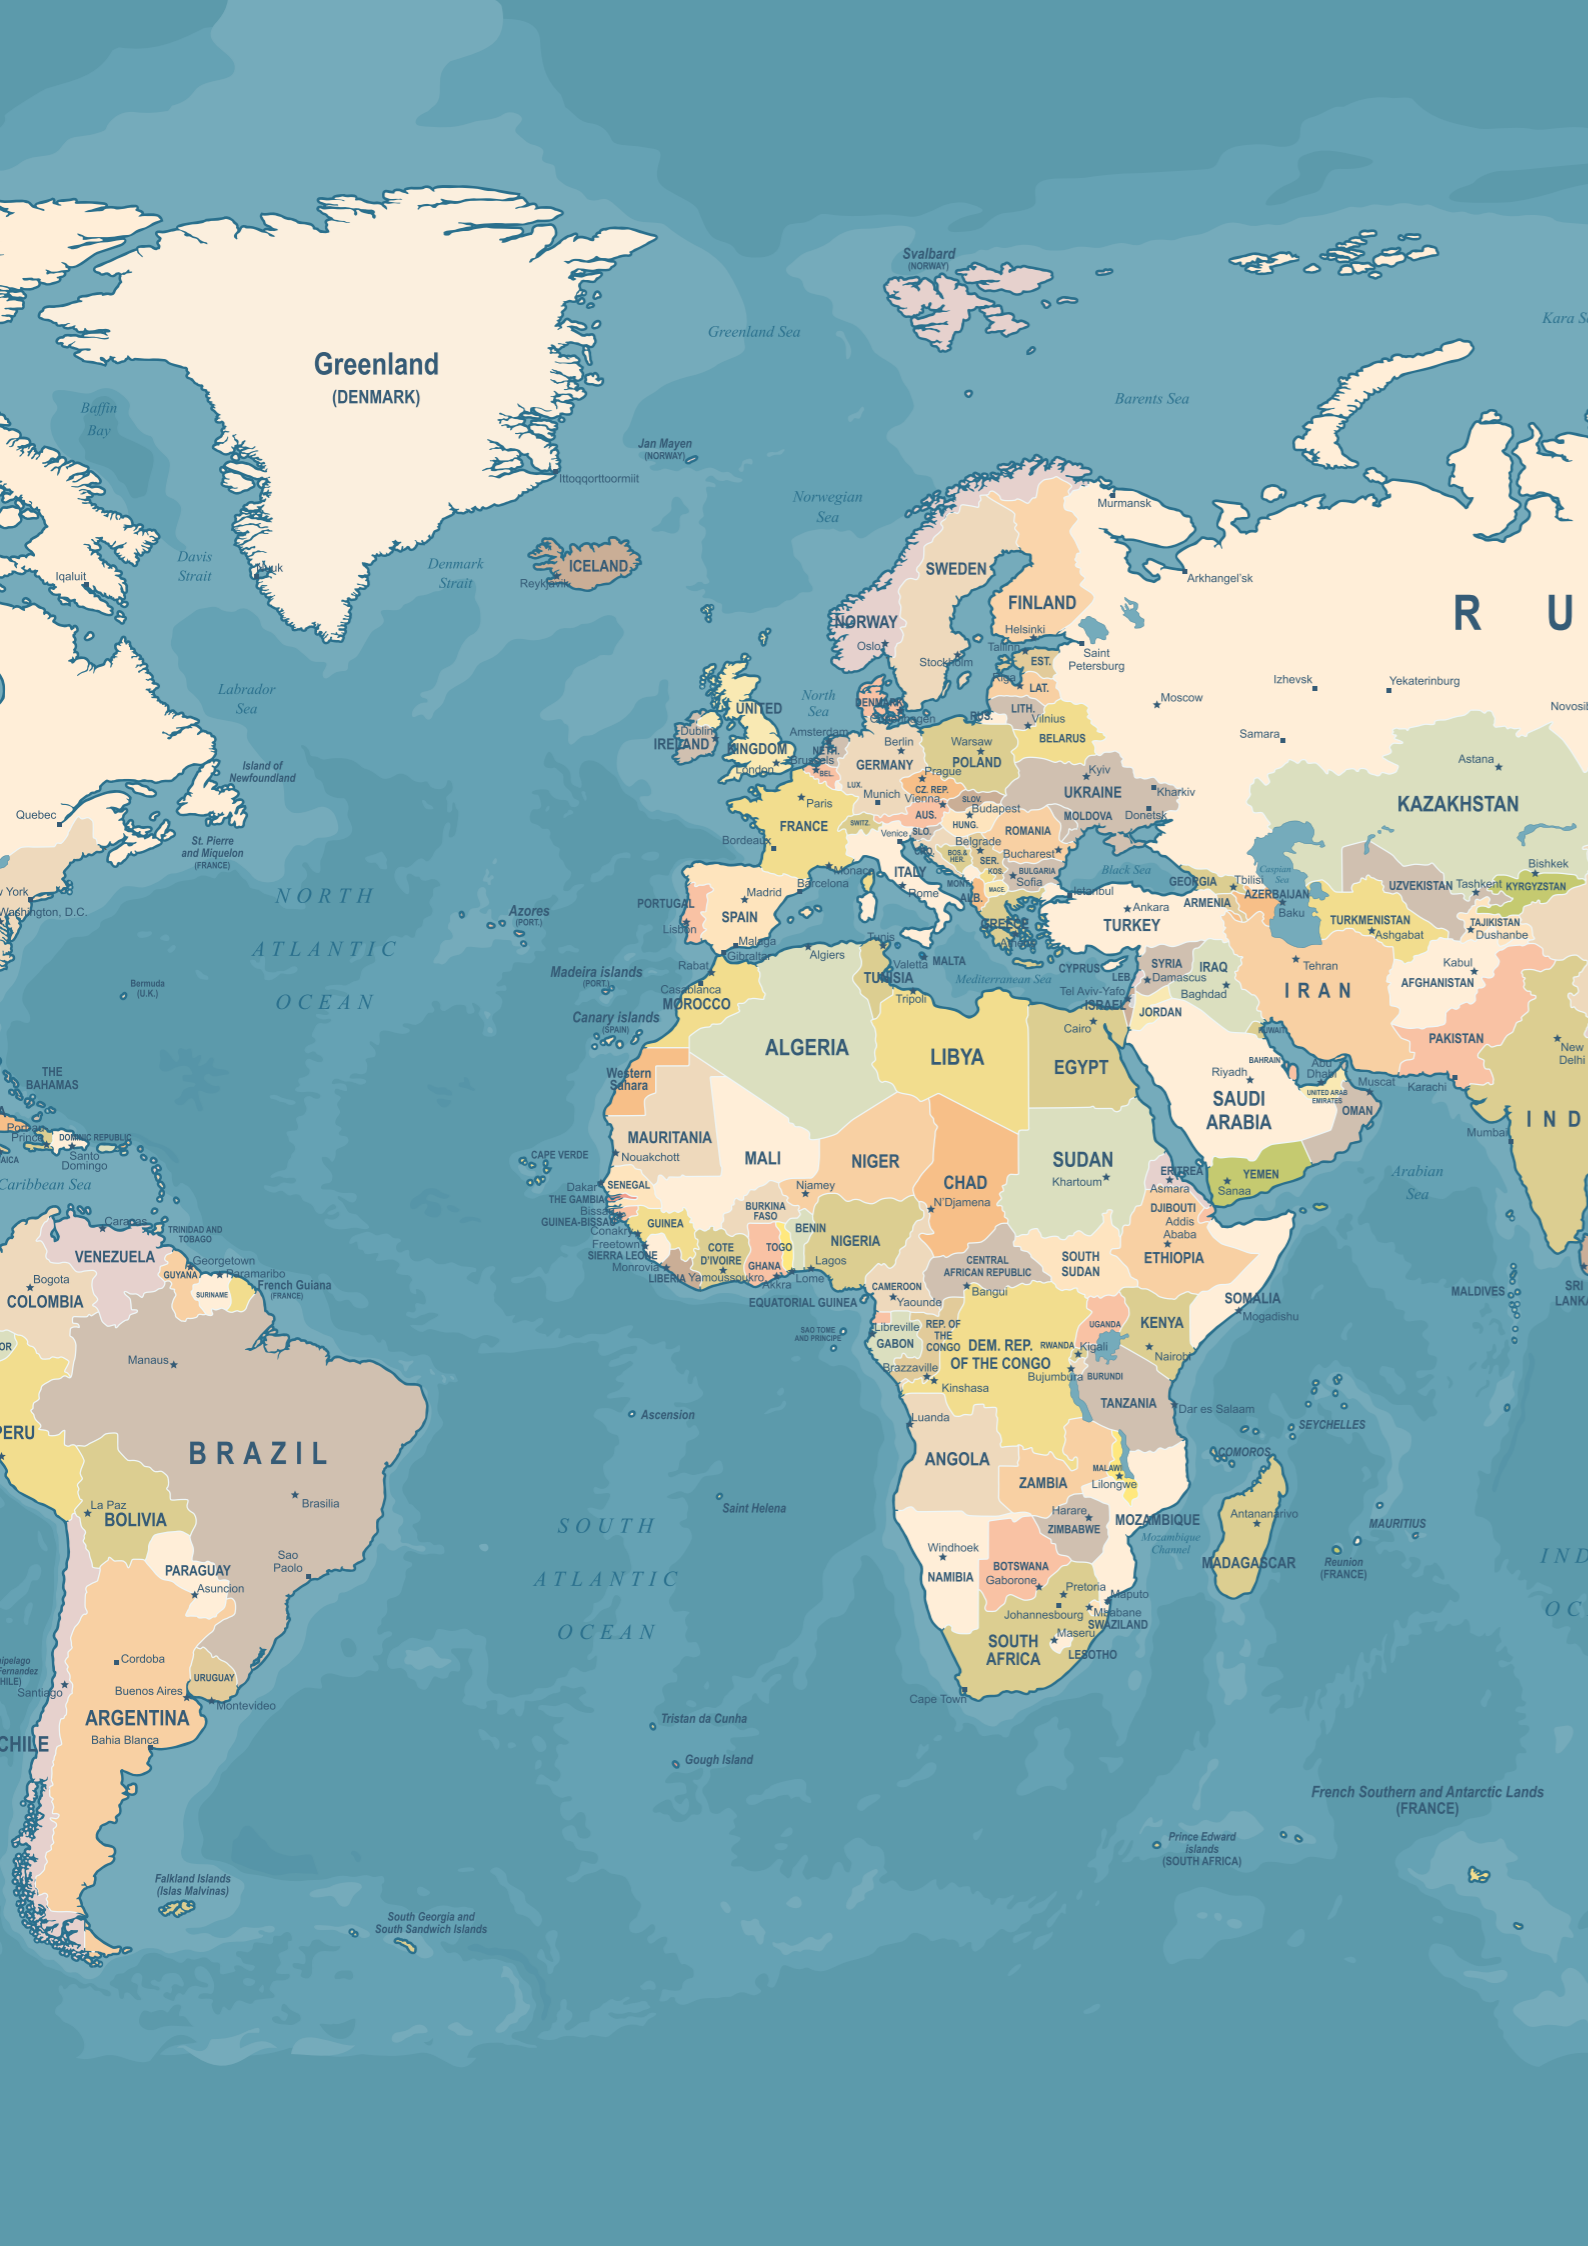 Svalbard
(NORWAY)
Kara S
Greenland Sea
Greenland
(DENMARK)
Barents Sea
Baffin
Bay
Jan Mayen
(NORWAY)
Ittoqqortoormiit
Norwegian
Sea
Murmansk
Davis
Strait
Denmark
Strait
ICELAND
Reykjavik
Iqaluit
SWEDEN
Arkhangel'sk
FINLAND
R U
NORWAY
Helsinki
Oslo
Tallinn
Saint
Petersburg
Stockholm
EST.
Riga
LAT.
Izhevsk
Yekaterinburg
Labrador
Sea
North
Sea
DENMARK
Copenhagen
LITH.
RUS.
Vilnius
Moscow
Novosib
UNITED
KINGDOM
Dublin
IRELAND
London
Amsterdam
NETH.
Brussels
BEL.
LUX.
Berlin
GERMANY
Warsaw
POLAND
BELARUS
Samara
Astana
Island of
Newfoundland
Prague
CZ. REP.
Kyiv
UKRAINE
Kharkiv
KAZAKHSTAN
Paris
FRANCE
Munich
Vienna
SLOV.
Budapest
AUS.
HUNG.
MOLDOVA
Donetsk
Quebec
St. Pierre
and Miquelon
(FRANCE)
SWITZ.
Venice
SLO.
CRO.
ROMANIA
Bordeaux
Belgrade
BOS &
HER.
SER.
Bucharest
Monaco
ITALY
KOS.
BULGARIA
Sofia
Black Sea
Caspian
Sea
Bishkek
York
Washington, D.C.
NORTH
ATLANTIC
OCEAN
Madrid
Barcelona
Rome
MONT.
ALB.
MACE.
Istanbul
GEORGIA
Tbilisi
UZVEKISTAN
Tashkent
KYRGYZSTAN
PORTUGAL
SPAIN
Ankara
ARMENIA
AZERBAIJAN
Baku
Azores
(PORT.)
Lisbon
GREECE
TURKEY
TURKMENISTAN
Ashgabat
TAJIKISTAN
Dushanbe
Malaga
Gibraltar
Algiers
Tunis
Valetta
MALTA
Mediterranean Sea
CYPRUS
LEB.
SYRIA
Damascus
IRAQ
Baghdad
Tehran
IRAN
Kabul
AFGHANISTAN
Bermuda
(U.K.)
Madeira islands
(PORT.)
Rabat
Casablanca
MOROCCO
TUNISIA
Tripoli
Tel Aviv-Yafo
ISRAEL
JORDAN
Canary islands
(SPAIN)
ALGERIA
LIBYA
Cairo
EGYPT
KUWAIT
PAKISTAN
New
Delhi
THE
BAHAMAS
Western
Sahara
BAHRAIN
Riyadh
Abu
Dhabi
UNITED ARAB
EMIRATES
Muscat
Karachi
SAUDI
ARABIA
OMAN
IND
Prince
DOMINIC REPUBLIC
Santo
Domingo
MAURITANIA
Nouakchott
MALI
NIGER
CHAD
SUDAN
Khartoum
Mumbai
Caribbean Sea
CAPE VERDE
Dakar
SENEGAL
THE GAMBIA
Niamey
N'Djamena
ERITREA
Asmara
YEMEN
Sanaa
Arabian
Sea
Bissau
GUINEA-BISSAU
BURKINA
FASO
Caracas
TRINIDAD AND
TOBAGO
Conakry
GUINEA
BENIN
NIGERIA
DJIBOUTI
Addis
Ababa
ETHIOPIA
VENEZUELA
Georgetown
Paramaribo
French Guiana
(FRANCE)
Freetown
SIERRA LEONE
Monrovia
LIBERIA
COTE
D'IVOIRE
Yamoussoukro
GHANA
TOGO
Akkra
Lome
Lagos
CENTRAL
AFRICAN REPUBLIC
SOUTH
SUDAN
Bogota
COLOMBIA
GUYANA
SURINAME
CAMEROON
Yaounde
Bangui
MALDIVES
SRI
LANK
EQUATORIAL GUINEA
SOMALIA
Mogadishu
SAO TOME
AND PRINCIPE
Libreville
GABON
REP. OF
THE
CONGO
DEM. REP.
OF THE CONGO
UGANDA
RWANDA
Kigali
KENYA
Nairobi
Manaus
Brazzaville
Kinshasa
Bujumbura
BURUNDI
TANZANIA
Dar es Salaam
PERU
BRAZIL
Ascension
Luanda
SEYCHELLES
ANGOLA
COMOROS
ZAMBIA
MALAWI
Lilongwe
La Paz
BOLIVIA
Brasilia
Saint Helena
Harare
ZIMBABWE
MOZAMBIQUE
Mozambique
Channel
Antananarivo
MADAGASCAR
MAURITIUS
SOUTH
ATLANTIC
OCEAN
Sao
Paolo
PARAGUAY
Asuncion
Windhoek
NAMIBIA
BOTSWANA
Gaborone
Pretoria
Maputo
Reunion
(FRANCE)
IND
OC
Johannesbourg
Mbabane
SWAZILAND
Maseru
SOUTH
AFRICA
LESOTHO
Cordoba
URUGUAY
Santiago
Buenos Aires
Montevideo
Cape Town
ARGENTINA
CHILE
Bahia Blanca
Tristan da Cunha
Gough Island
French Southern and Antarctic Lands
(FRANCE)
Prince Edward
islands
(SOUTH AFRICA)
Falkland Islands
(Islas Malvinas)
South Georgia and
South Sandwich Islands